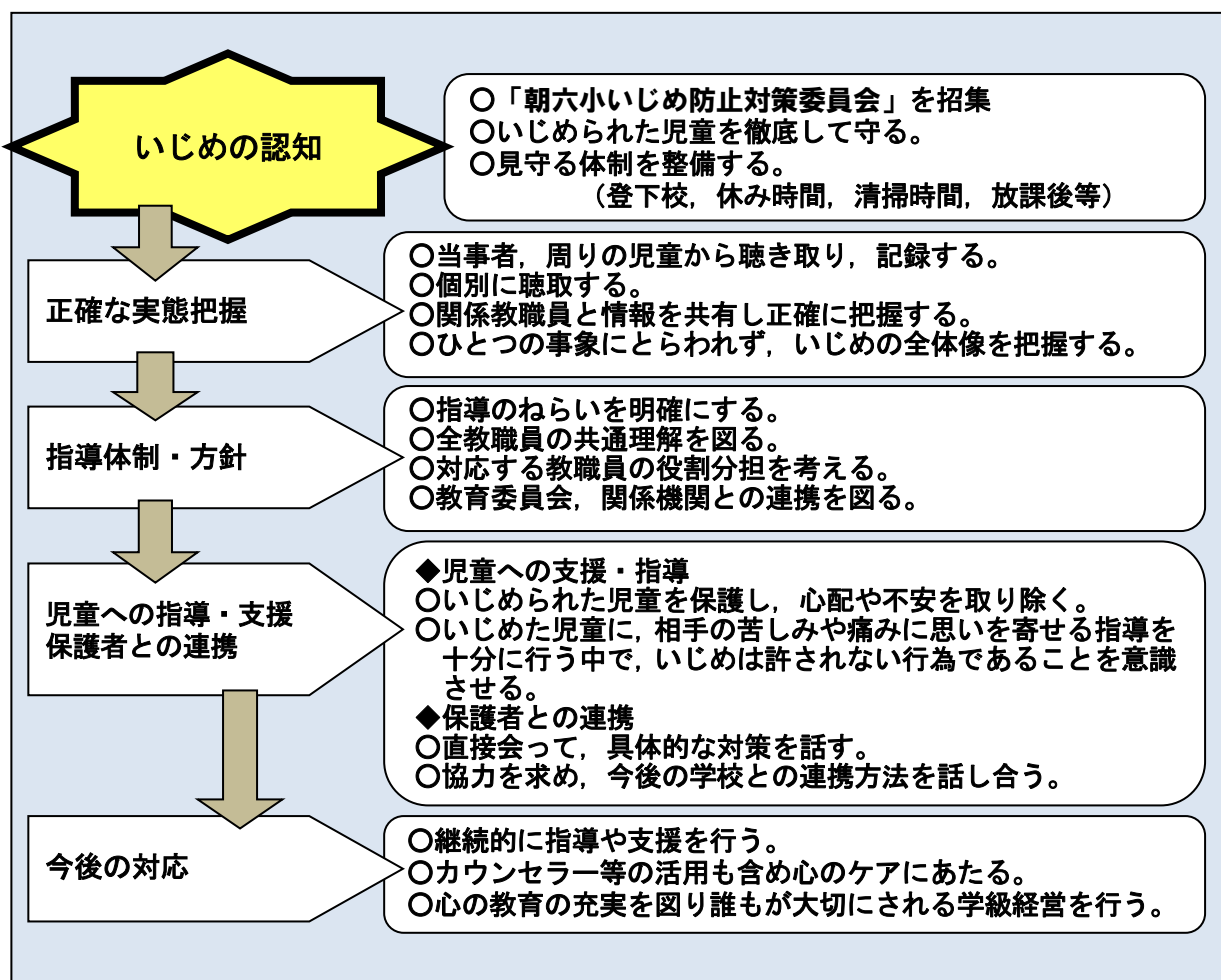 いじめの認知
○「朝六小いじめ防止対策委員会」を招集
○いじめられた児童を徹底して守る。
○見守る体制を整備する。
（登下校，休み時間，清掃時間，放課後等）
正確な実態把握
○当事者，周りの児童から聴き取り，記録する。
○個別に聴取する。
○関係教職員と情報を共有し正確に把握する。
○ひとつの事象にとらわれず，いじめの全体像を把握する。
指導体制・方針
○指導のねらいを明確にする。
○全教職員の共通理解を図る。
○対応する教職員の役割分担を考える。
○教育委員会，関係機関との連携を図る。
児童への指導・支援
保護者との連携
◆児童への支援・指導
○いじめられた児童を保護し，心配や不安を取り除く。
○いじめた児童に，相手の苦しみや痛みに思いを寄せる指導を
十分に行う中で，いじめは許されない行為であることを意識
させる。
◆保護者との連携
○直接会って，具体的な対策を話す。
○協力を求め，今後の学校との連携方法を話し合う。
今後の対応
○継続的に指導や支援を行う。
○カウンセラー等の活用も含め心のケアにあたる。
○心の教育の充実を図り誰もが大切にされる学級経営を行う。